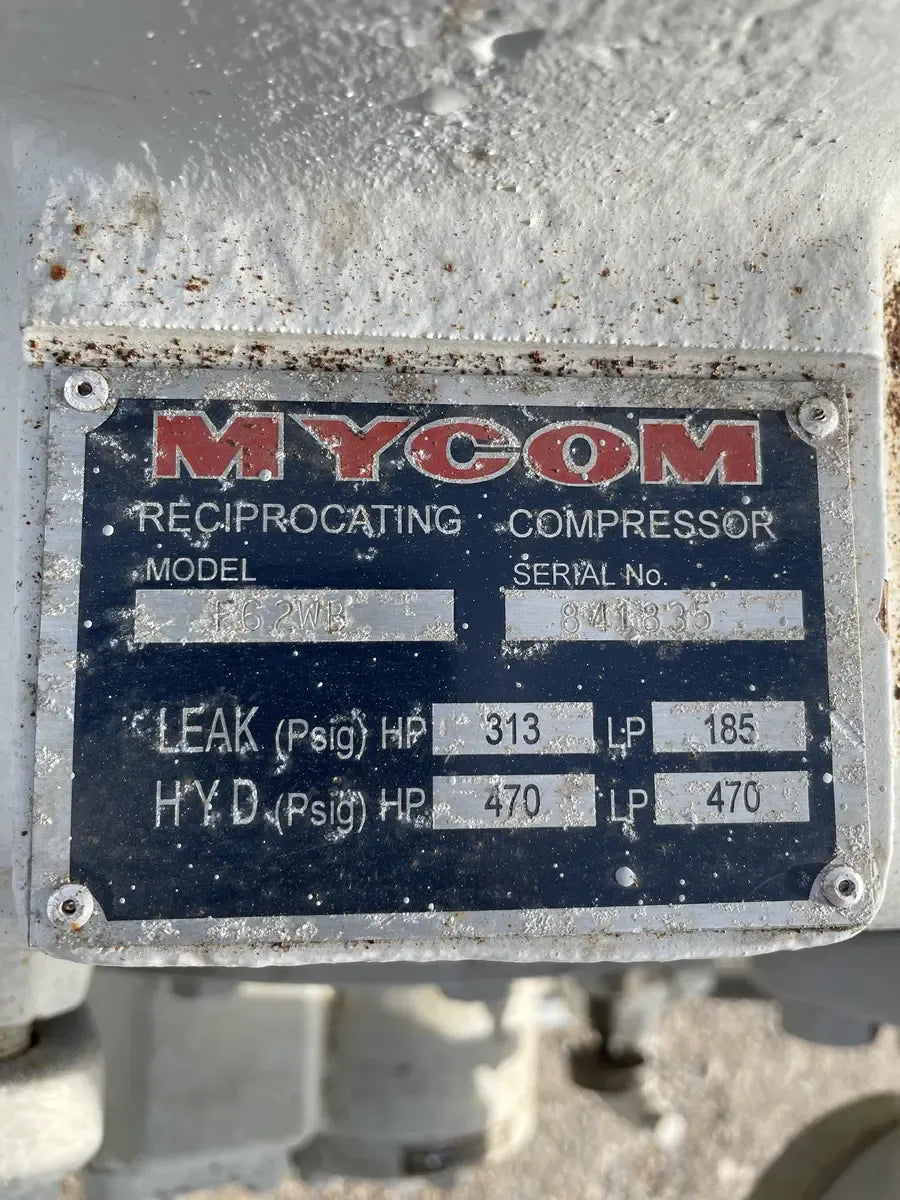 MYCOM
RECIPROCATING COMPRESSOR
MODEL SERIAL No.
F62WB 841835
LEAK (Psig) HP 313 LP 185
HYD (Psig) HP 470 LP 470